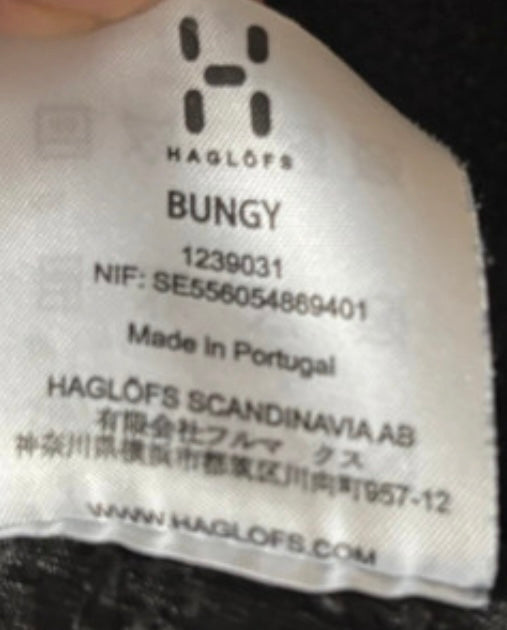 HAGLÖFS
BUNGY
1239031
NIF: SE556054869401
Made in Portugal
HAGLÖFS SCANDINAVIA AB
有限会社フルマ クス
神奈川県横浜市都筑区川向町957-12
WWW.HAGLOFS.COM